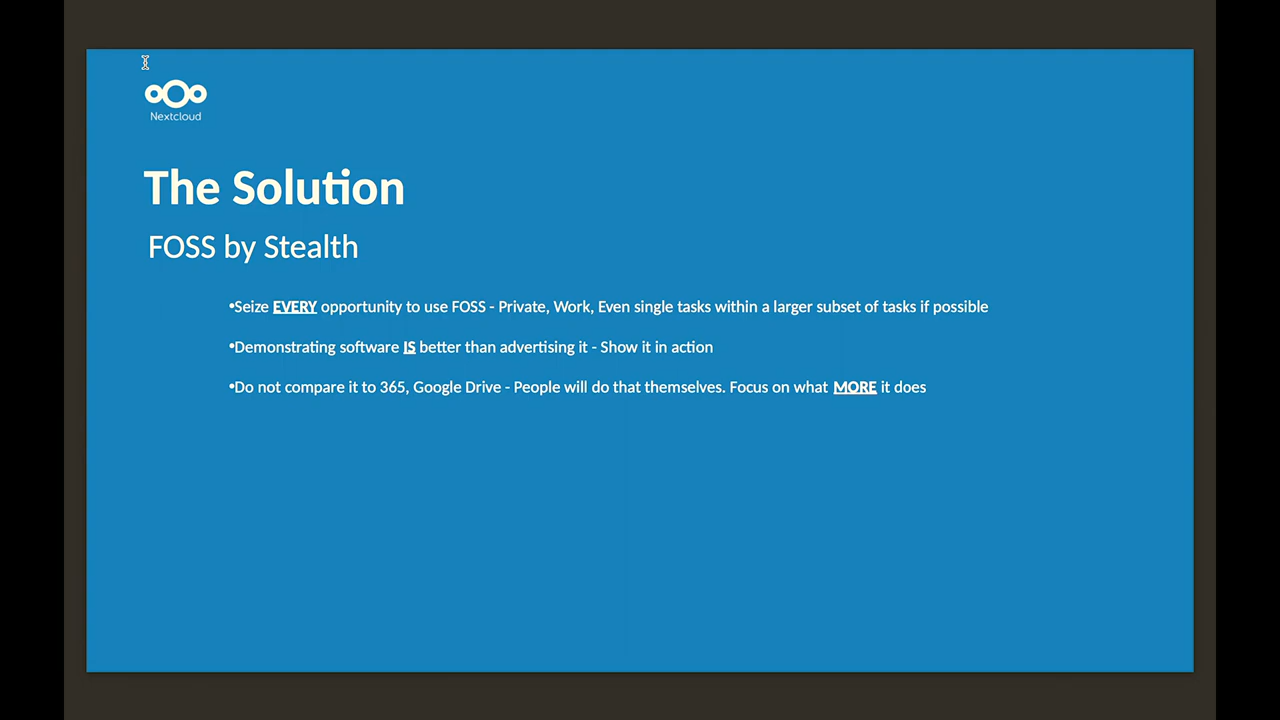 Nextcloud
The Solution
FOSS by Stealth
•Seize EVERY opportunity to use FOSS - Private, Work, Even single tasks within a larger subset of tasks if possible
•Demonstrating software IS better than advertising it - Show it in action
•Do not compare it to 365, Google Drive - People will do that themselves. Focus on what MORE it does